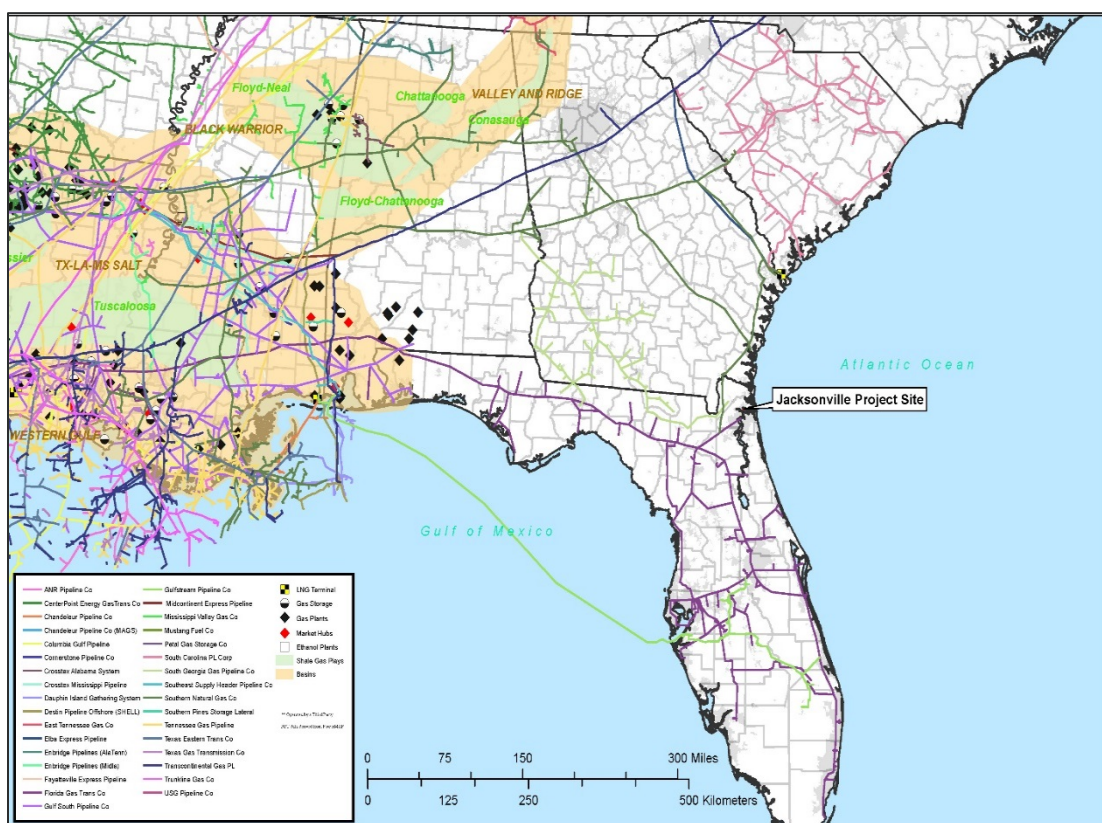 Floyd-Neal
Chattanooga
VALLEY AND RIDGE
BLACK WARRIOR
Conasauga
Floyd-Chattanooga
TX-LA-MS SALT
Tuscaloosa
Atlantic Ocean
Jacksonville Project Site
WESTERN GULF
Gulf of Mexico
ANR Pipeline Co
CenterPoint Energy GasTrans Co
Chandeleur Pipeline Co
Chandeleur Pipeline Co (MAGS)
Columbia Gulf Pipeline
Cornerstone Pipeline Co
Crosstex Alabama System
Crosstex Mississippi Pipeline
Dauphin Island Gathering System
Destin Pipeline Offshore (SHELL)
East Tennessee Gas Co
Elba Express Pipeline
Enbridge Pipelines (AlaTenn)
Enbridge Pipelines (Midla)
Fayetteville Express Pipeline
Florida Gas Trans Co
Gulf South Pipeline Co
Gulfstream Pipeline Co
Midcontinent Express Pipeline
Mississippi Valley Gas Co
Mustang Fuel Co
Petal Gas Storage Co
South Carolina PL Corp
South Georgia Gas Pipeline Co
Southeast Supply Header Pipeline Co
Southern Natural Gas Co
Southern Pines Storage Lateral
Tennessee Gas Pipeline
Texas Eastern Trans Co
Texas Gas Transmission Co
Transcontinental Gas PL
Trunkline Gas Co
USG Pipeline Co
LNG Terminal
Gas Storage
Gas Plants
Market Hubs
Ethanol Plants
Shale Gas Plays
Basins
0 75 150 300 Miles
0 125 250 500 Kilometers